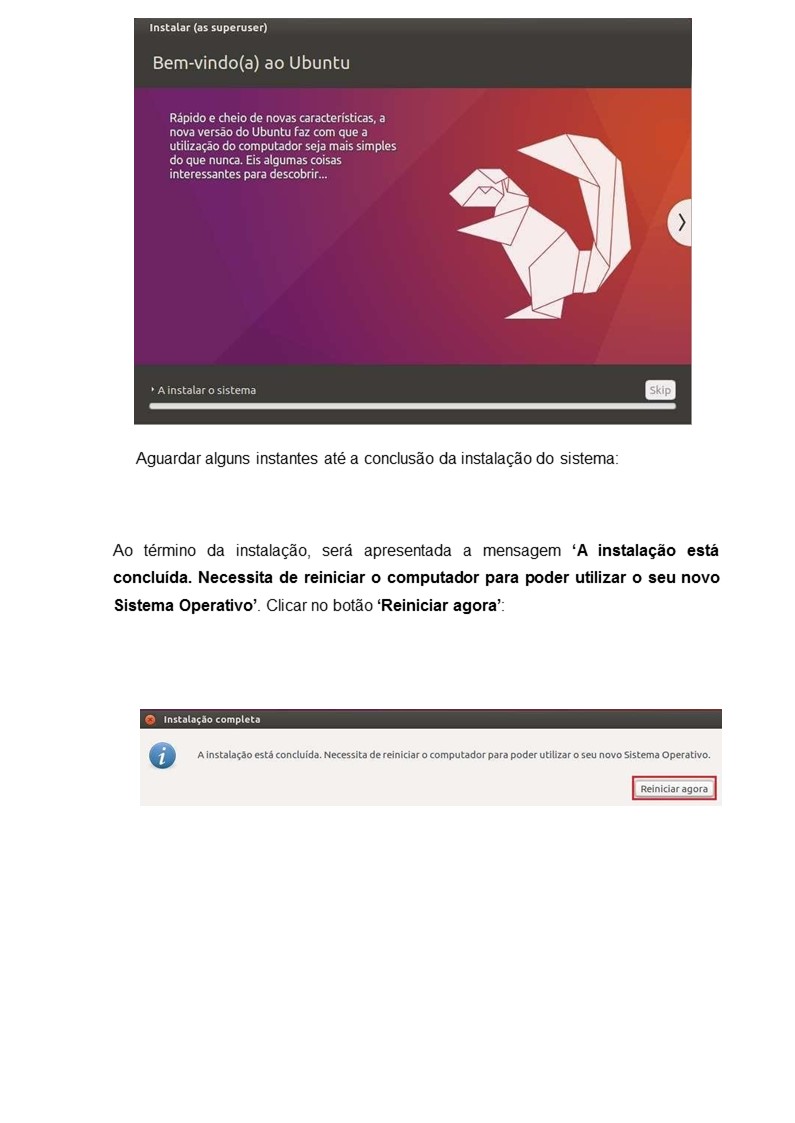 Instalar (as superuser)
Bem-vindo(a) ao Ubuntu
Rápido e cheio de novas características, a
nova versão do Ubuntu faz com que a
utilização do computador seja mais simples
do que nunca. Eis algumas coisas
interessantes para descobrir...
A instalar o sistema
Skip
Aguardar alguns instantes até a conclusão da instalação do sistema:
Ao término da instalação, será apresentada a mensagem ‘A instalação está
concluída. Necessita de reiniciar o computador para poder utilizar o seu novo
Sistema Operativo’. Clicar no botão ‘Reiniciar agora’:
Instalação completa
A instalação está concluída. Necessita de reiniciar o computador para poder utilizar o seu novo Sistema Operativo.
Reiniciar agora